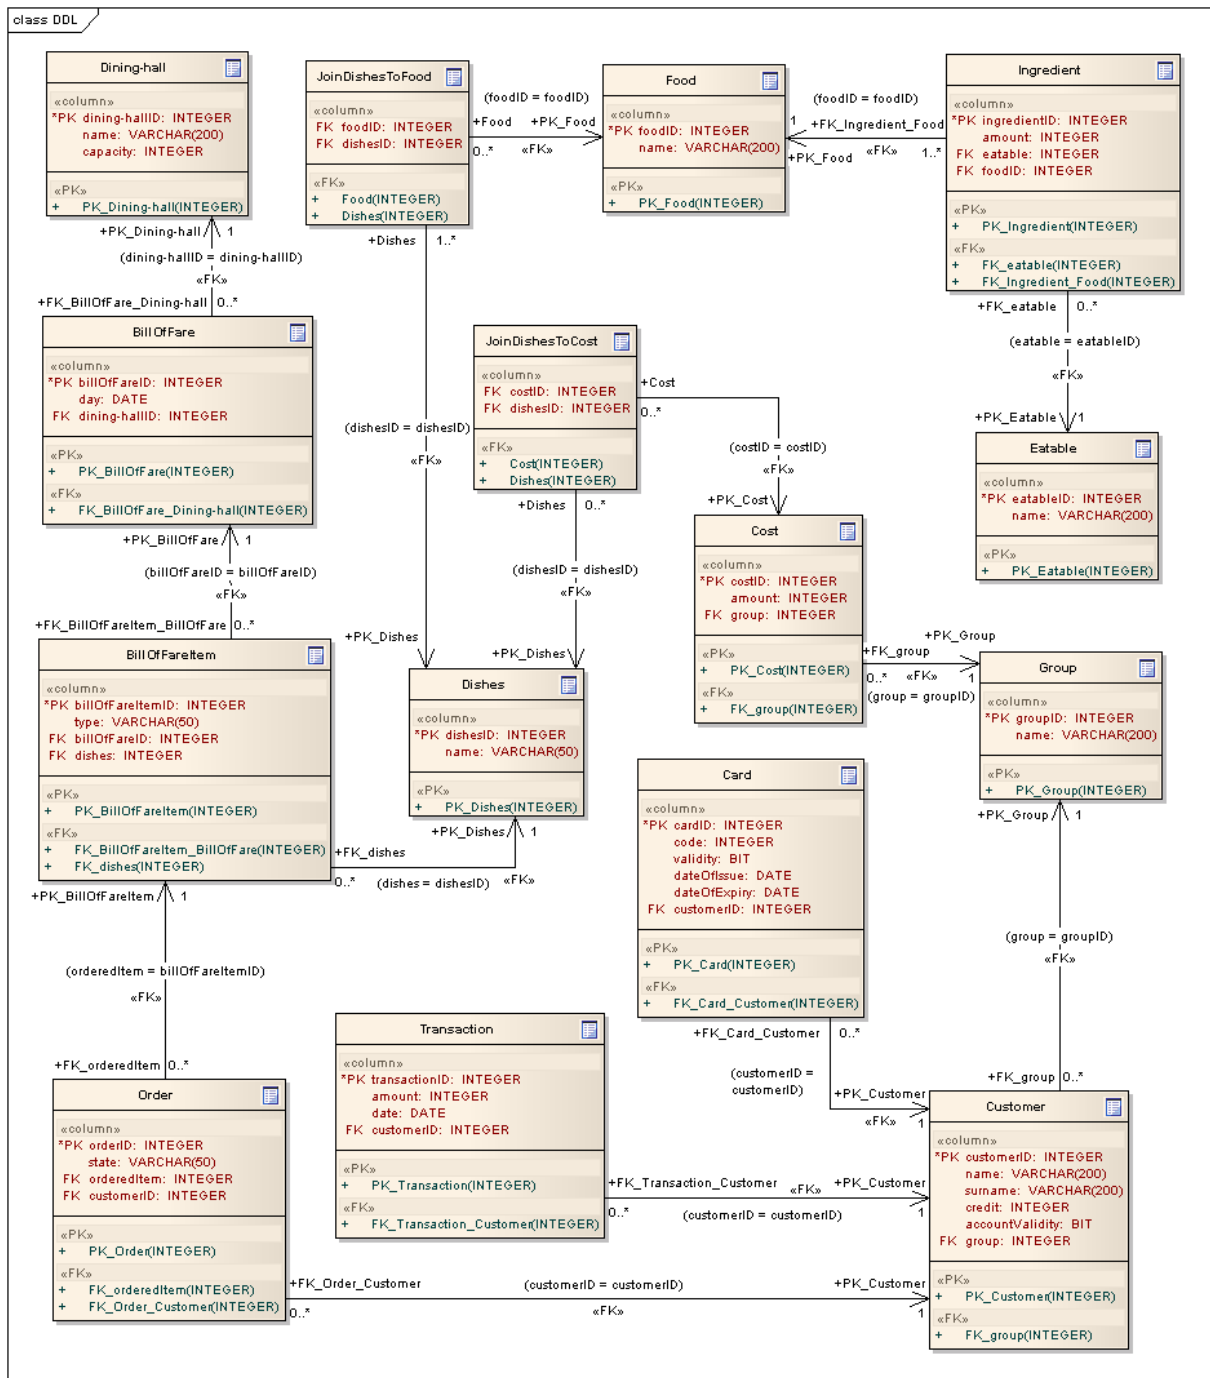 class DDL
Dining-hall
«column»
*PK dining-hallID: INTEGER
name: VARCHAR(200)
capacity: INTEGER
«PK»
+ PK_Dining-hall(INTEGER)
JoinDishesToFood
«column»
FK foodID: INTEGER
FK dishesID: INTEGER
«FK»
+ Food(INTEGER)
+ Dishes(INTEGER)
(foodID = foodID)
+Food +PK_Food
0..* «FK»
Food
«column»
*PK foodID: INTEGER
name: VARCHAR(200)
«PK»
+ PK_Food(INTEGER)
(foodID = foodID)
1 +FK_Ingredient_Food
+PK_Food «FK» 1..*
Ingredient
«column»
*PK ingredientID: INTEGER
amount: INTEGER
FK eatable: INTEGER
FK foodID: INTEGER
«PK»
+ PK_Ingredient(INTEGER)
«FK»
+ FK_eatable(INTEGER)
+ FK_Ingredient_Food(INTEGER)
+PK_Dining-hall 1
(dining-hallID = dining-hallID)
«FK»
+FK_BillOfFare_Dining-hall 0..*
+Dishes 1..*
(dishesID = dishesID)
«FK»
+PK_Dishes
+FK_eatable 0..*
(eatable = eatableID)
«FK»
+PK_Eatable 1
BillOfFare
«column»
*PK billOfFareID: INTEGER
day: DATE
FK dining-hallID: INTEGER
«PK»
+ PK_BillOfFare(INTEGER)
«FK»
+ FK_BillOfFare_Dining-hall(INTEGER)
JoinDishesToCost
«column»
FK costID: INTEGER
FK dishesID: INTEGER
«FK»
+ Cost(INTEGER)
+ Dishes(INTEGER)
+Cost
0..*
(costID = costID)
«FK»
+PK_Cost
Eatable
«column»
*PK eatableID: INTEGER
name: VARCHAR(200)
«PK»
+ PK_Eatable(INTEGER)
+Dishes 0..*
(dishesID = dishesID)
«FK»
+PK_Dishes
Cost
«column»
*PK costID: INTEGER
amount: INTEGER
FK group: INTEGER
«PK»
+ PK_Cost(INTEGER)
«FK»
+ FK_group(INTEGER)
+PK_BillOfFare 1
(billOfFareID = billOfFareID)
«FK»
+FK_BillOfFareItem_BillOfFare 0..*
BillOfFareItem
«column»
*PK billOfFareItemID: INTEGER
type: VARCHAR(50)
FK billOfFareID: INTEGER
FK dishes: INTEGER
«PK»
+ PK_BillOfFareItem(INTEGER)
«FK»
+ FK_BillOfFareItem_BillOfFare(INTEGER)
+ FK_dishes(INTEGER)
Dishes
«column»
*PK dishesID: INTEGER
name: VARCHAR(50)
«PK»
+ PK_Dishes(INTEGER)
+PK_Dishes 1
+FK_dishes
0..* (dishes = dishesID) «FK»
+PK_Group
+FK_group
0..* «FK» 1
(group = groupID)
Group
«column»
*PK groupID: INTEGER
name: VARCHAR(200)
«PK»
+ PK_Group(INTEGER)
+PK_Group 1
(group = groupID)
«FK»
+FK_group 0..*
Card
«column»
*PK cardID: INTEGER
code: INTEGER
validity: BIT
dateOfIssue: DATE
dateOfExpiry: DATE
FK customerID: INTEGER
«PK»
+ PK_Card(INTEGER)
«FK»
+ FK_Card_Customer(INTEGER)
+FK_Card_Customer 0..*
(customerID =
customerID)
+PK_Customer
«FK» 1
+PK_BillOfFareItem 1
(orderedItem = billOfFareItemID)
«FK»
+FK_orderedItem 0..*
Transaction
«column»
*PK transactionID: INTEGER
amount: INTEGER
date: DATE
FK customerID: INTEGER
«PK»
+ PK_Transaction(INTEGER)
«FK»
+ FK_Transaction_Customer(INTEGER)
+FK_Transaction_Customer «FK» +PK_Customer
0..* (customerID = customerID) 1
Order
«column»
*PK orderID: INTEGER
state: VARCHAR(50)
FK orderedItem: INTEGER
FK customerID: INTEGER
«PK»
+ PK_Order(INTEGER)
«FK»
+ FK_orderedItem(INTEGER)
+ FK_Order_Customer(INTEGER)
+FK_Order_Customer (customerID = customerID) +PK_Customer
0..* «FK» 1
Customer
«column»
*PK customerID: INTEGER
name: VARCHAR(200)
surname: VARCHAR(200)
credit: INTEGER
accountValidity: BIT
FK group: INTEGER
«PK»
+ PK_Customer(INTEGER)
«FK»
+ FK_group(INTEGER)